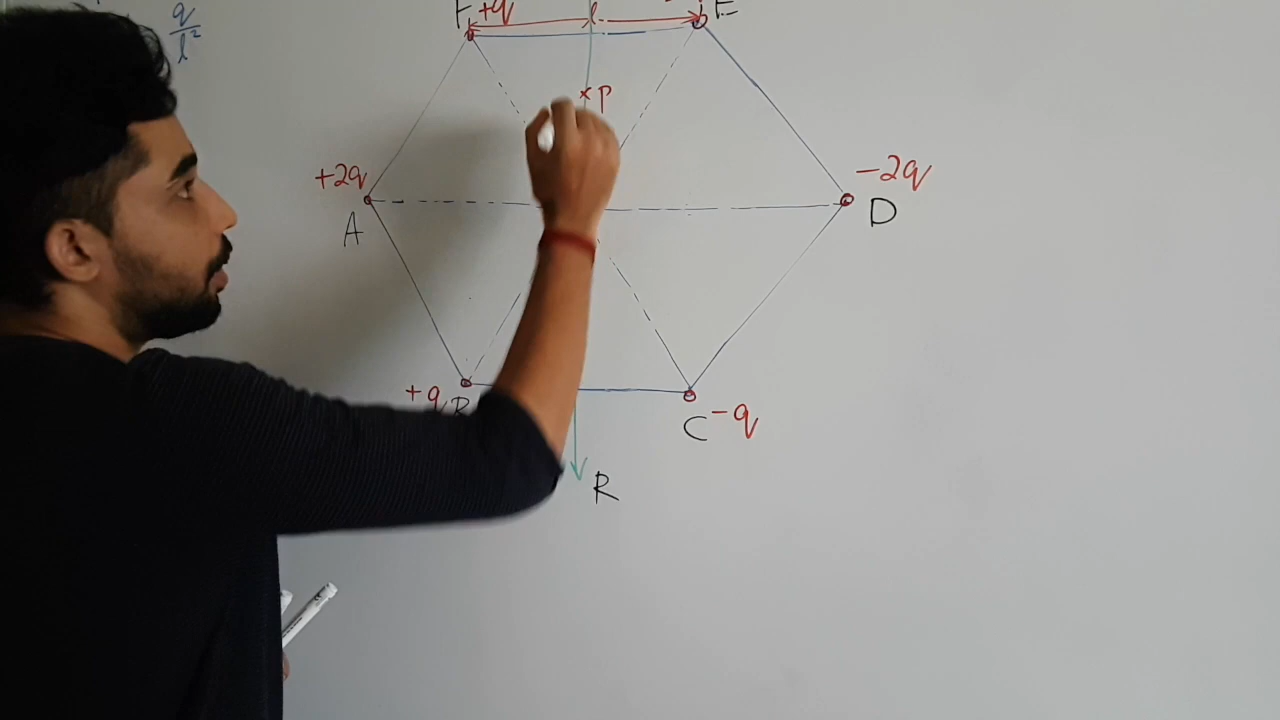 q/l²
F +q l E
× P
+2q -2q
A D
+q B
C -q
R